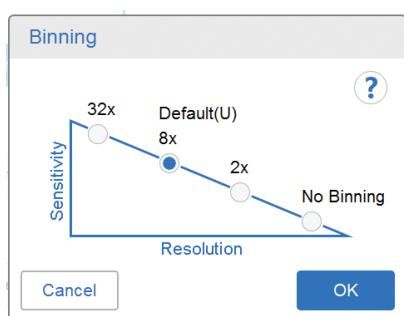 Binning
?
32x
Default(U)
8x
2x
No Binning
Sensitivity
Resolution
Cancel
OK